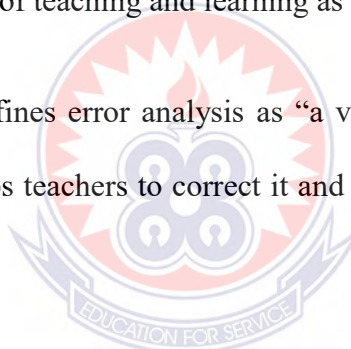 of teaching and learning as
fines error analysis as “a v
s teachers to correct it and
EDUCATION FOR SERVICE